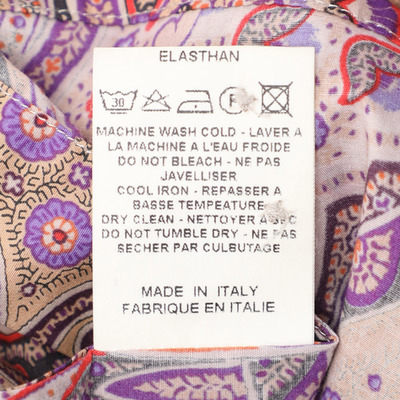 ELASTHAN
30
MACHINE WASH COLD - LAVER A
LA MACHINE A L'EAU FROIDE
DO NOT BLEACH - NE PAS
JAVELLISER
COOL IRON - REPASSER A
BASSE TEMPEATURE
DRY CLEAN - NETTOYER A SEC
DO NOT TUMBLE DRY - NE PAS
SECHER PAR CULBUTAGE
MADE IN ITALY
FABRIQUE EN ITALIE